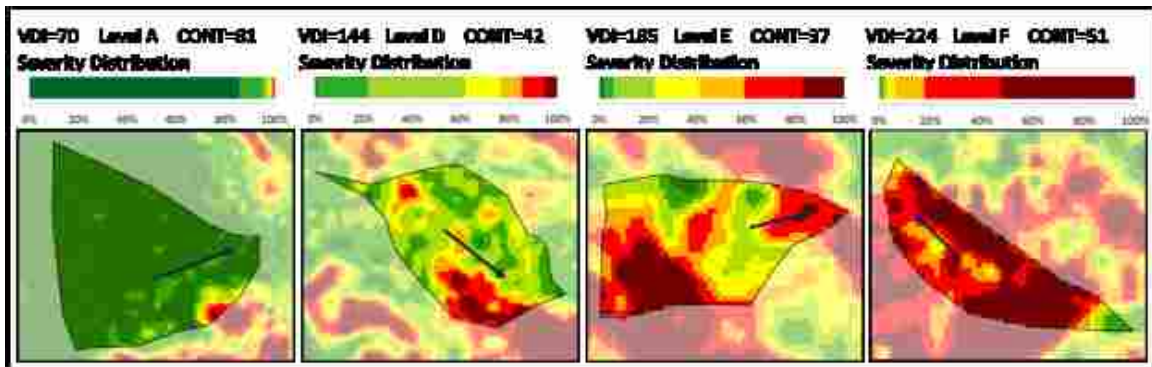 VDI=70 Level A CONT=81
Severity Distribution
0% 20% 40% 60% 80% 100%
VDI=144 Level D CONT=42
Severity Distribution
0% 20% 40% 60% 80% 100%
VDI=185 Level E CONT=37
Severity Distribution
0% 20% 40% 60% 80% 100%
VDI=224 Level F CONT=51
Severity Distribution
0% 20% 40% 60% 80% 100%